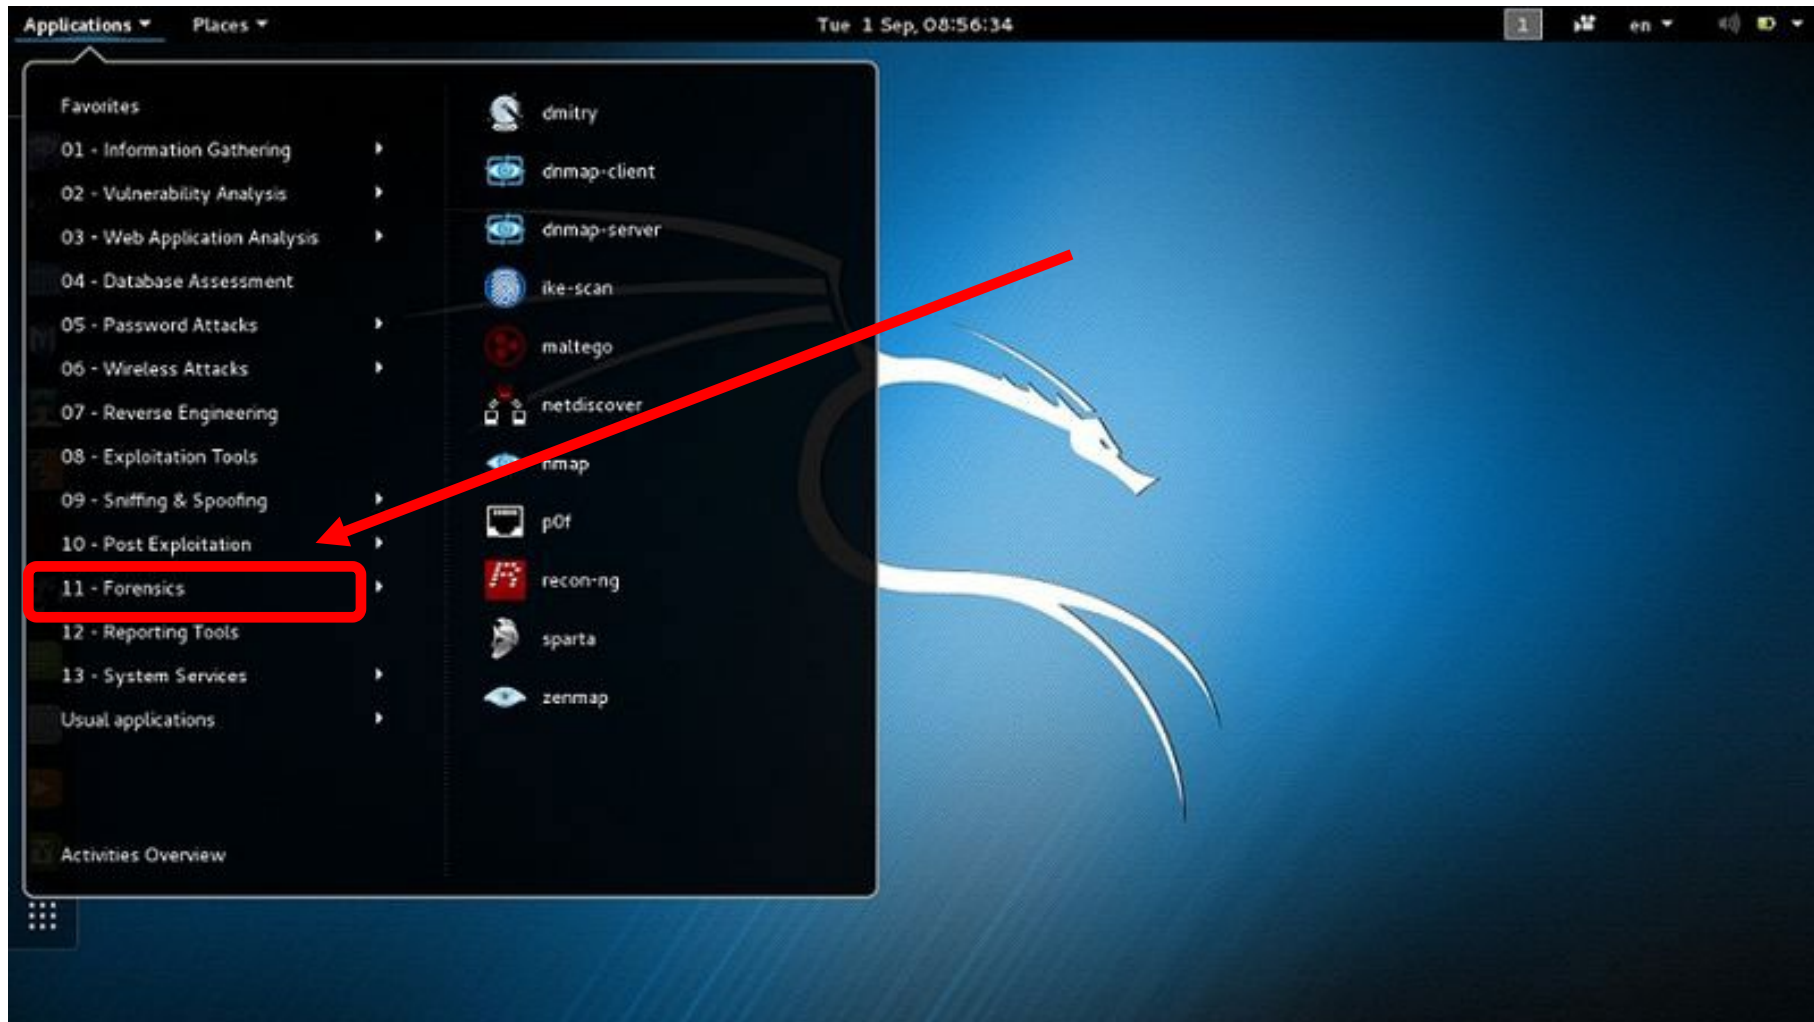 Applications Places Tue 1 Sep, 08:56:34 1 en
Favorites
01 - Information Gathering
02 - Vulnerability Analysis
03 - Web Application Analysis
04 - Database Assessment
05 - Password Attacks
06 - Wireless Attacks
07 - Reverse Engineering
08 - Exploitation Tools
09 - Sniffing & Spoofing
10 - Post Exploitation
11 - Forensics
12 - Reporting Tools
13 - System Services
Usual applications
Activities Overview
dmitry
dnmap-client
dnmap-server
ike-scan
maltego
netdiscover
nmap
p0f
recon-ng
sparta
zenmap